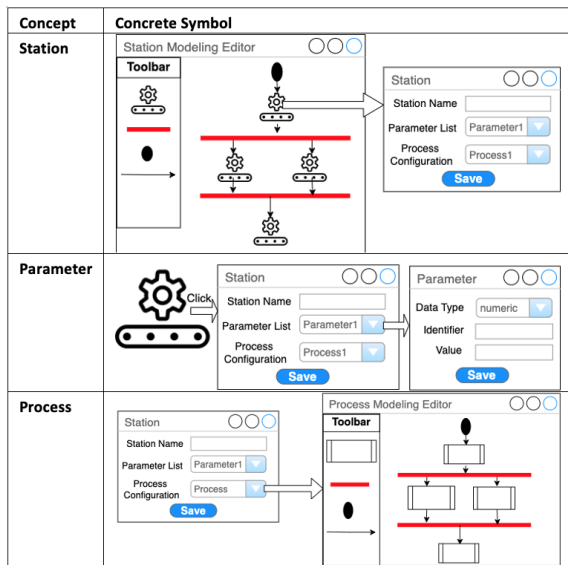 Concept Concrete Symbol
Station
Station Modeling Editor
Toolbar
Station
Station Name
Parameter List Parameter1
Process
Configuration Process1
Save
Parameter
Click
Station
Station Name
Parameter List Parameter1
Process
Configuration Process1
Save
Parameter
Data Type numeric
Identifier
Value
Save
Process
Station
Station Name
Parameter List Parameter1
Process
Configuration Process
Save
Process Modeling Editor
Toolbar